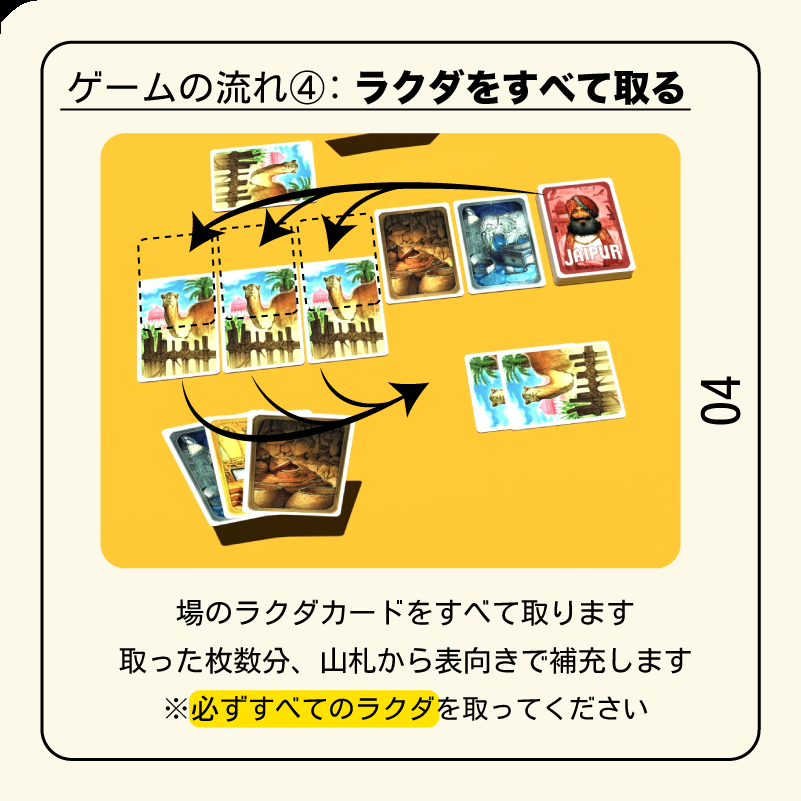 ゲームの流れ④：ラクダをすべて取る
JAIPUR
04
場のラクダカードをすべて取ります
取った枚数分、山札から表向きで補充します
※必ずすべてのラクダを取ってください